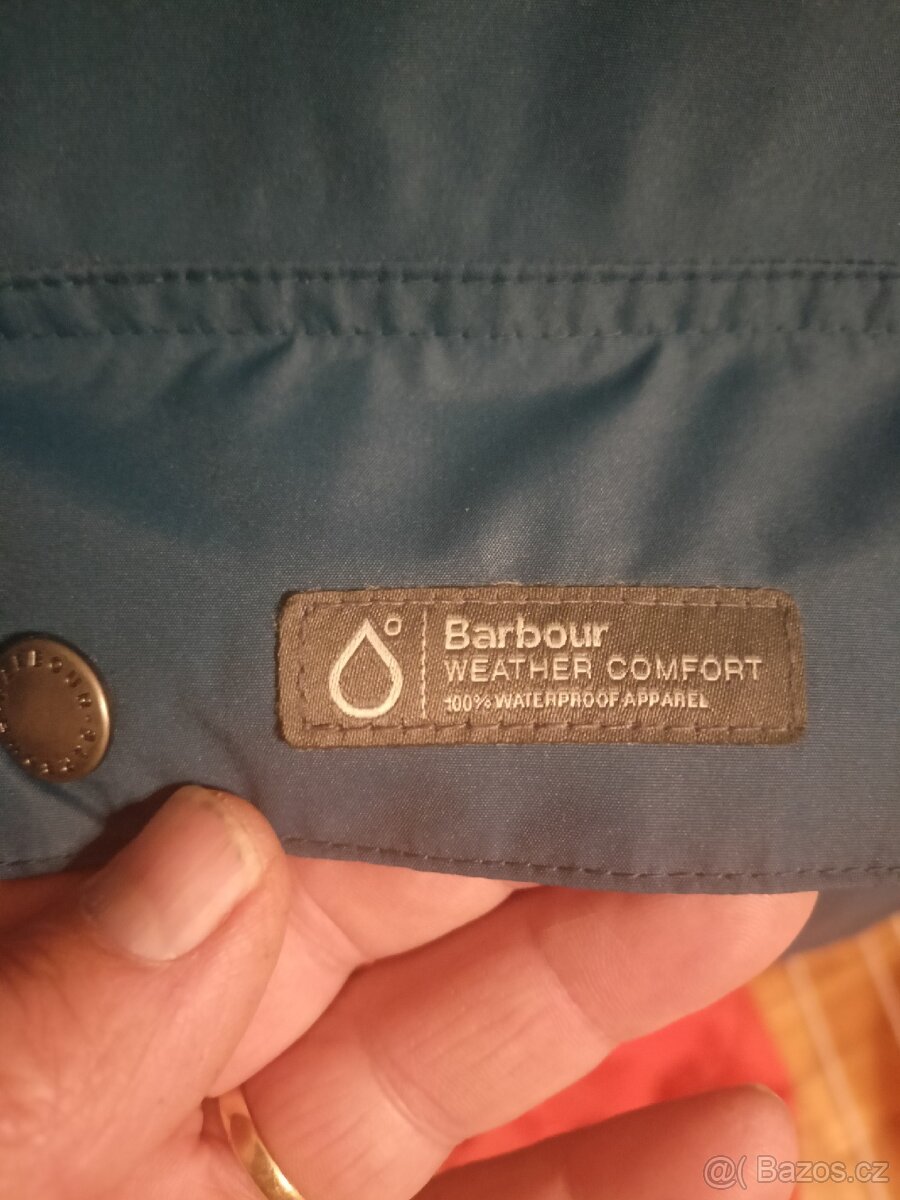 Barbour
WEATHER COMFORT
100% WATERPROOF APPAREL
@( Bazos.cz